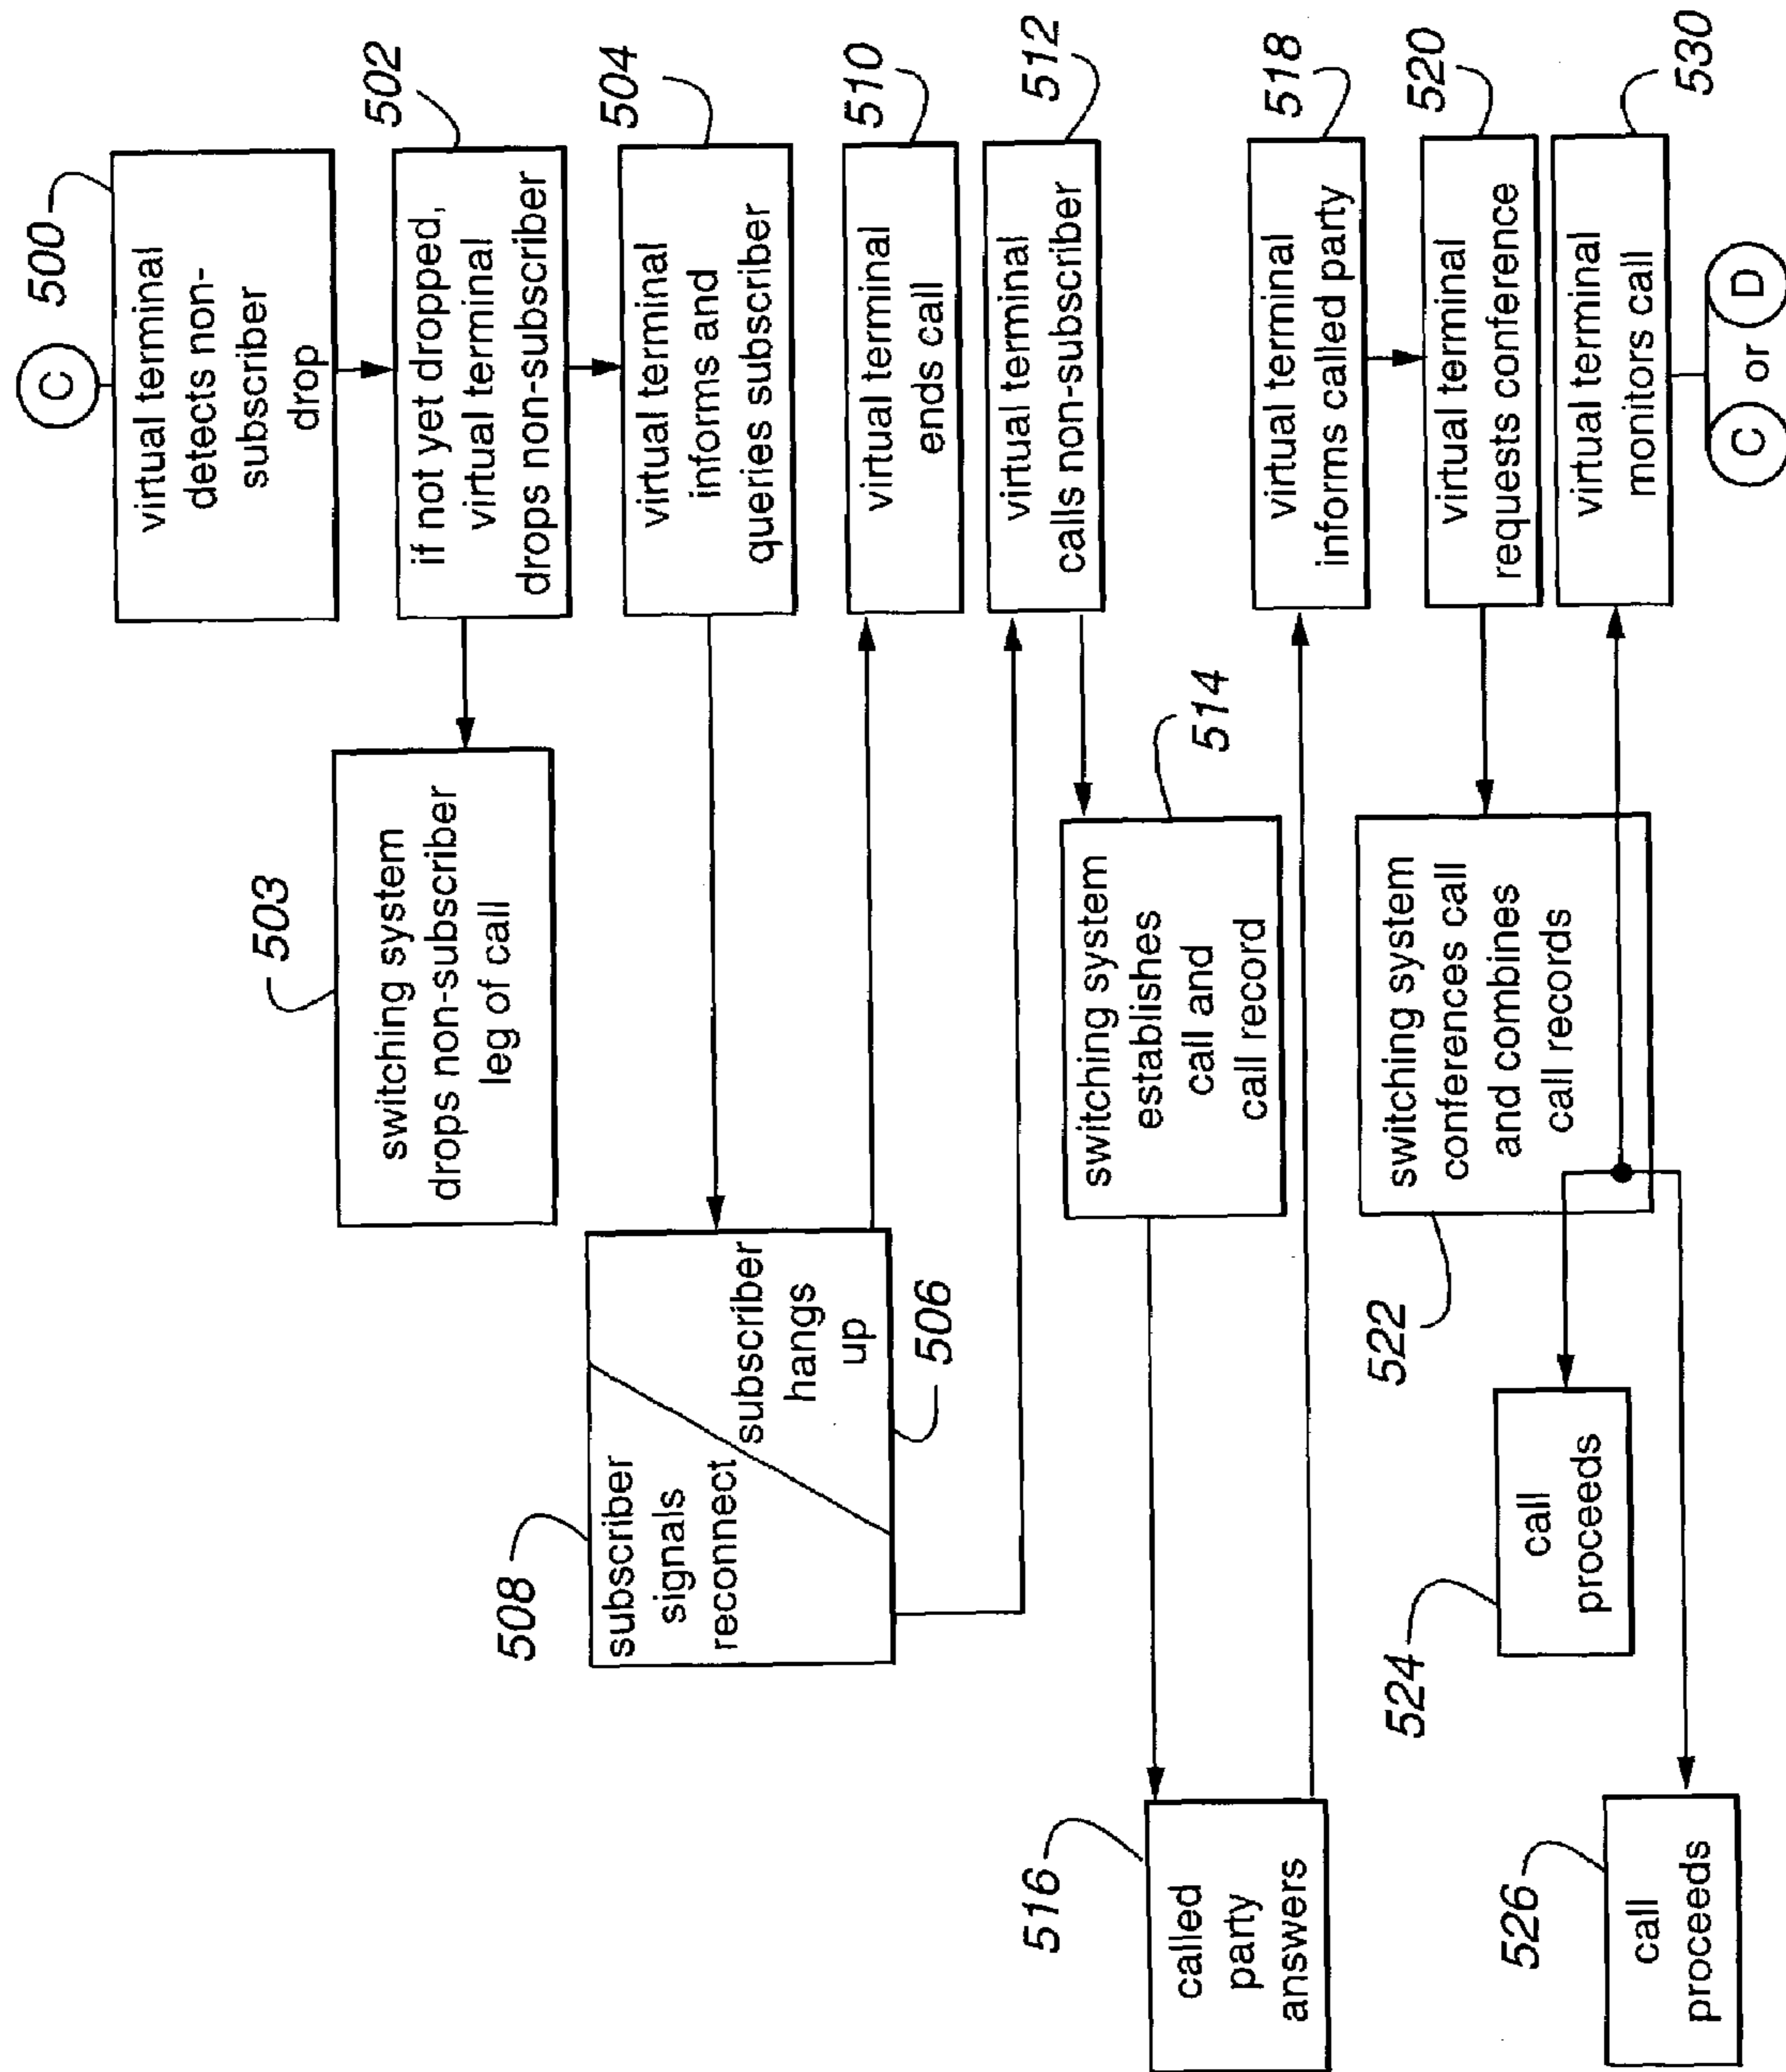 C
500
virtual terminal
detects non-
subscriber
drop
502
if not yet dropped,
virtual terminal
drops non-subscriber
503
switching system
drops non-subscriber
leg of call
504
virtual terminal
informs and
queries subscriber
508
subscriber
signals
reconnect
subscriber
hangs
up
506
510
virtual terminal
ends call
512
virtual terminal
calls non-subscriber
514
switching system
establishes
call and
call record
516
called
party
answers
518
virtual terminal
informs called party
520
virtual terminal
requests conference
522
switching system
conferences call
and combines
call records
524
call
proceeds
526
call
proceeds
530
virtual terminal
monitors call
C or D